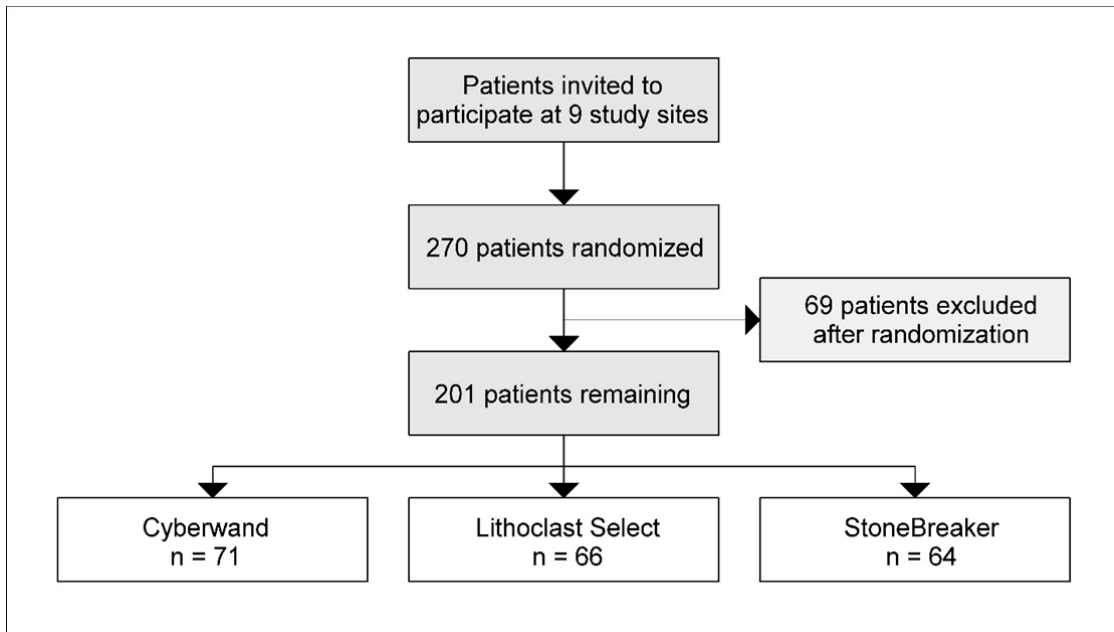 Patients invited to
participate at 9 study sites
270 patients randomized
69 patients excluded
after randomization
201 patients remaining
Cyberwand
n = 71
Lithoclast Select
n = 66
StoneBreaker
n = 64